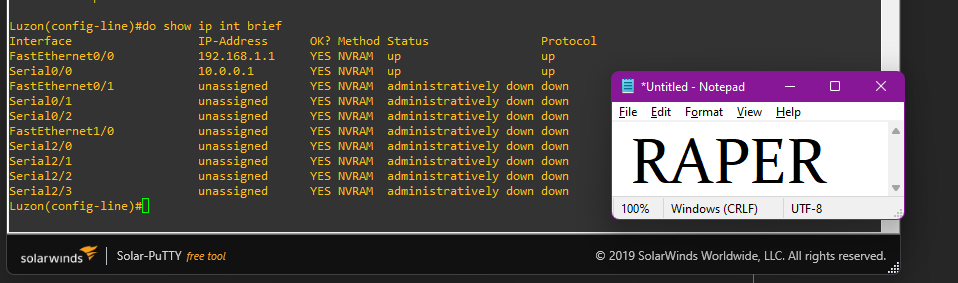 Luzon(config-line)#do show ip int brief
Interface IP-Address OK? Method Status Protocol
FastEthernet0/0 192.168.1.1 YES NVRAM up up
Serial0/0 10.0.0.1 YES NVRAM up up
FastEthernet0/1 unassigned YES NVRAM administratively down down
Serial0/1 unassigned YES NVRAM administratively down down
Serial0/2 unassigned YES NVRAM administratively down down
FastEthernet1/0 unassigned YES NVRAM administratively down down
Serial2/0 unassigned YES NVRAM administratively down down
Serial2/1 unassigned YES NVRAM administratively down down
Serial2/2 unassigned YES NVRAM administratively down down
Serial2/3 unassigned YES NVRAM administratively down down
Luzon(config-line)#
*Untitled - Notepad
File Edit Format View Help
RAPER
100% Windows (CRLF) UTF-8
solarwinds Solar-PuTTY free tool © 2019 SolarWinds Worldwide, LLC. All rights reserved.